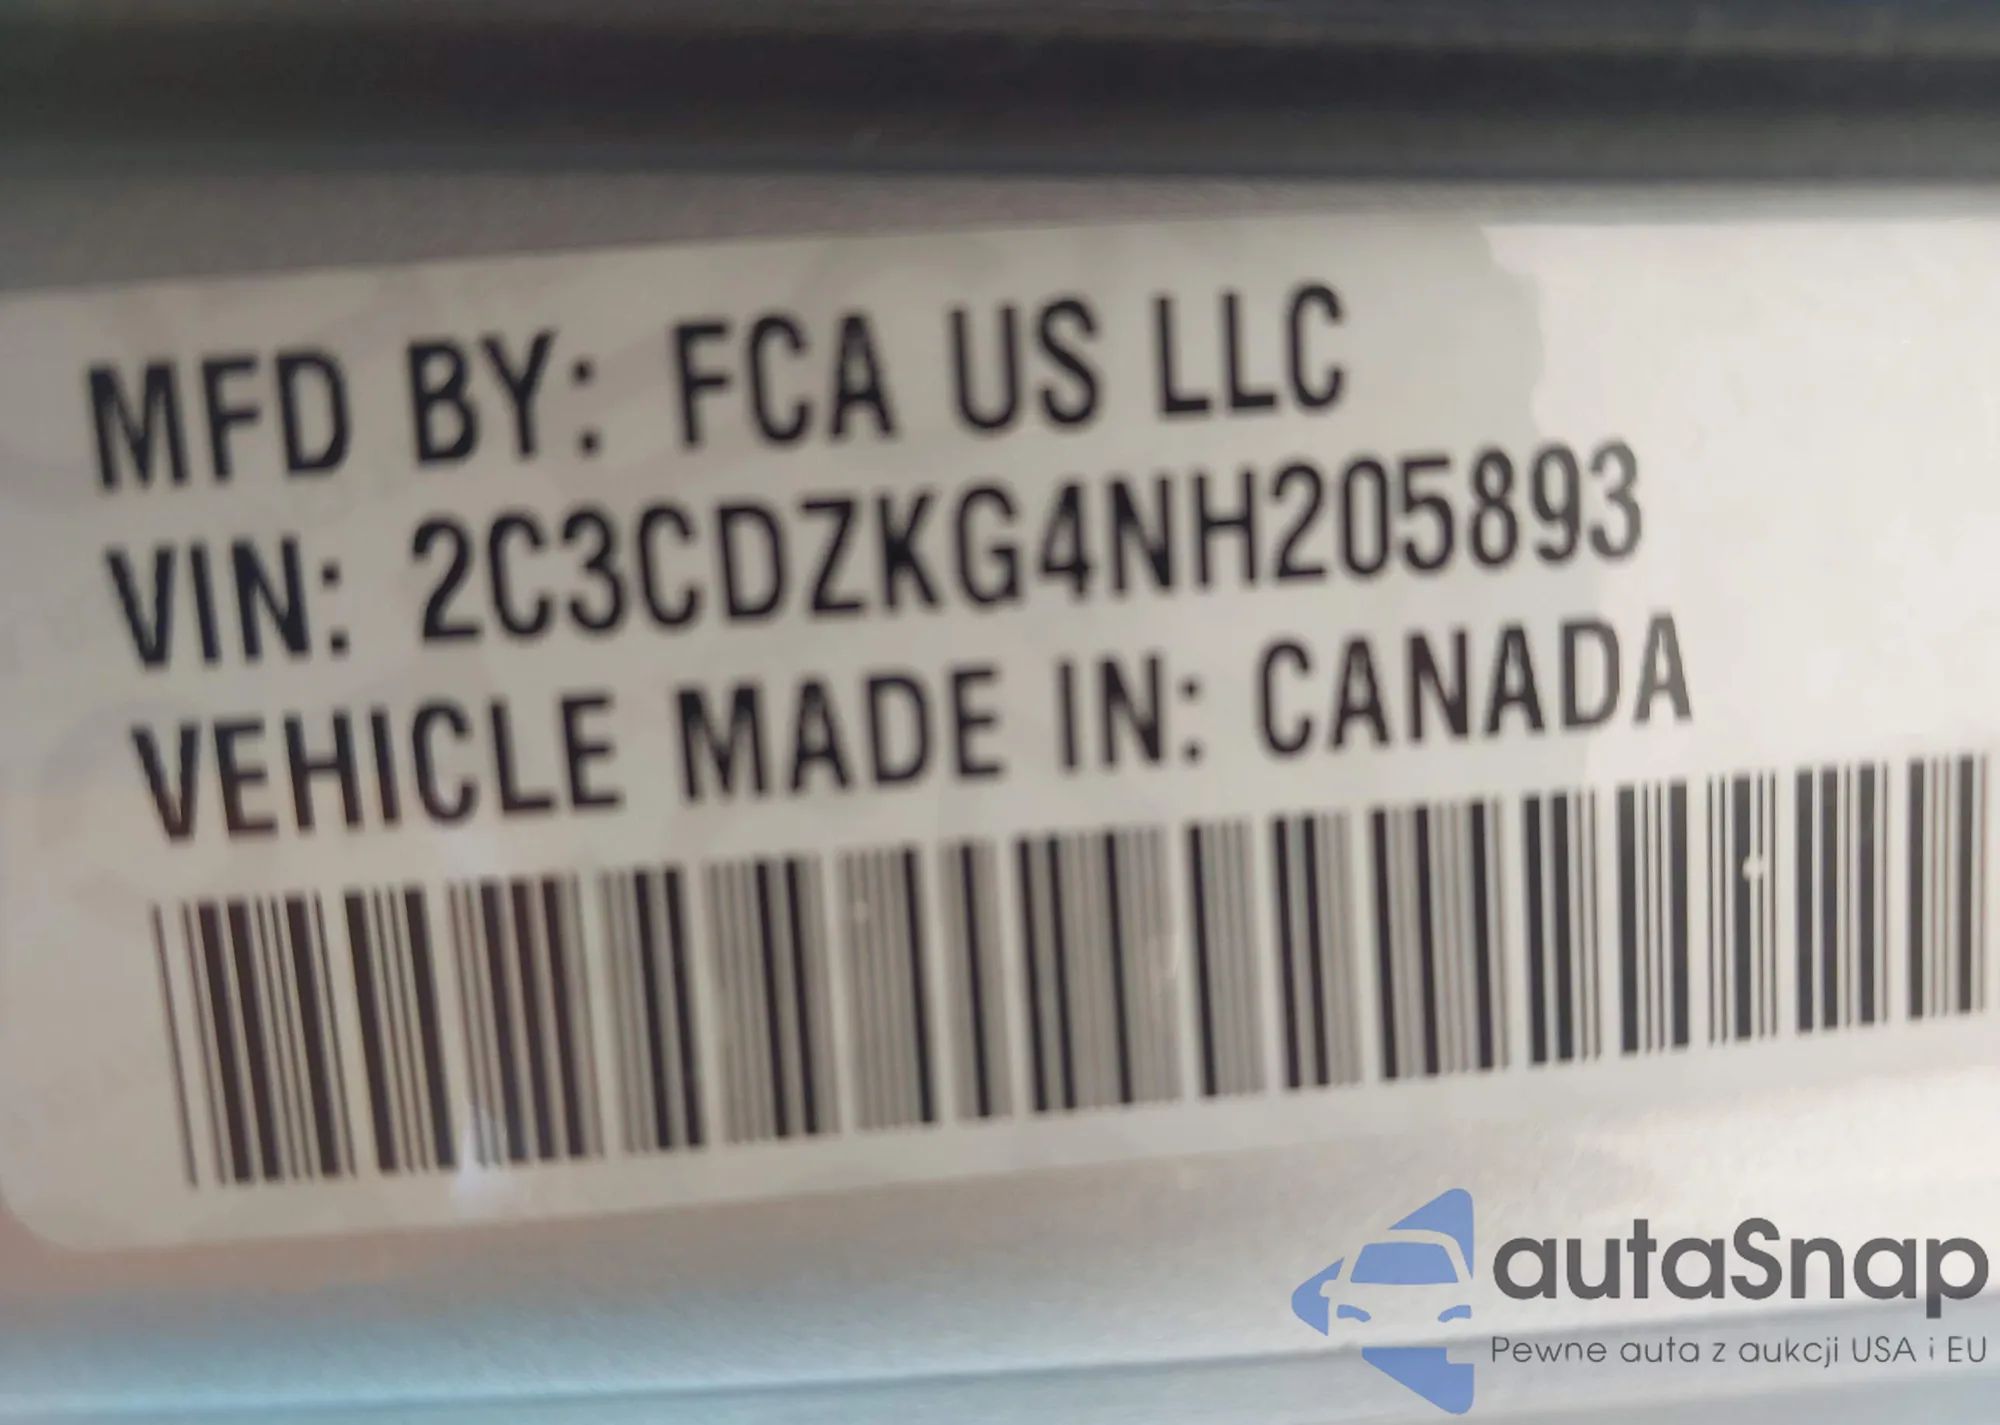 MFD BY: FCA US LLC
VIN: 2C3CDZKG4NH205893
VEHICLE MADE IN: CANADA
autaSnap
Pewne auta z aukcji USA i EU